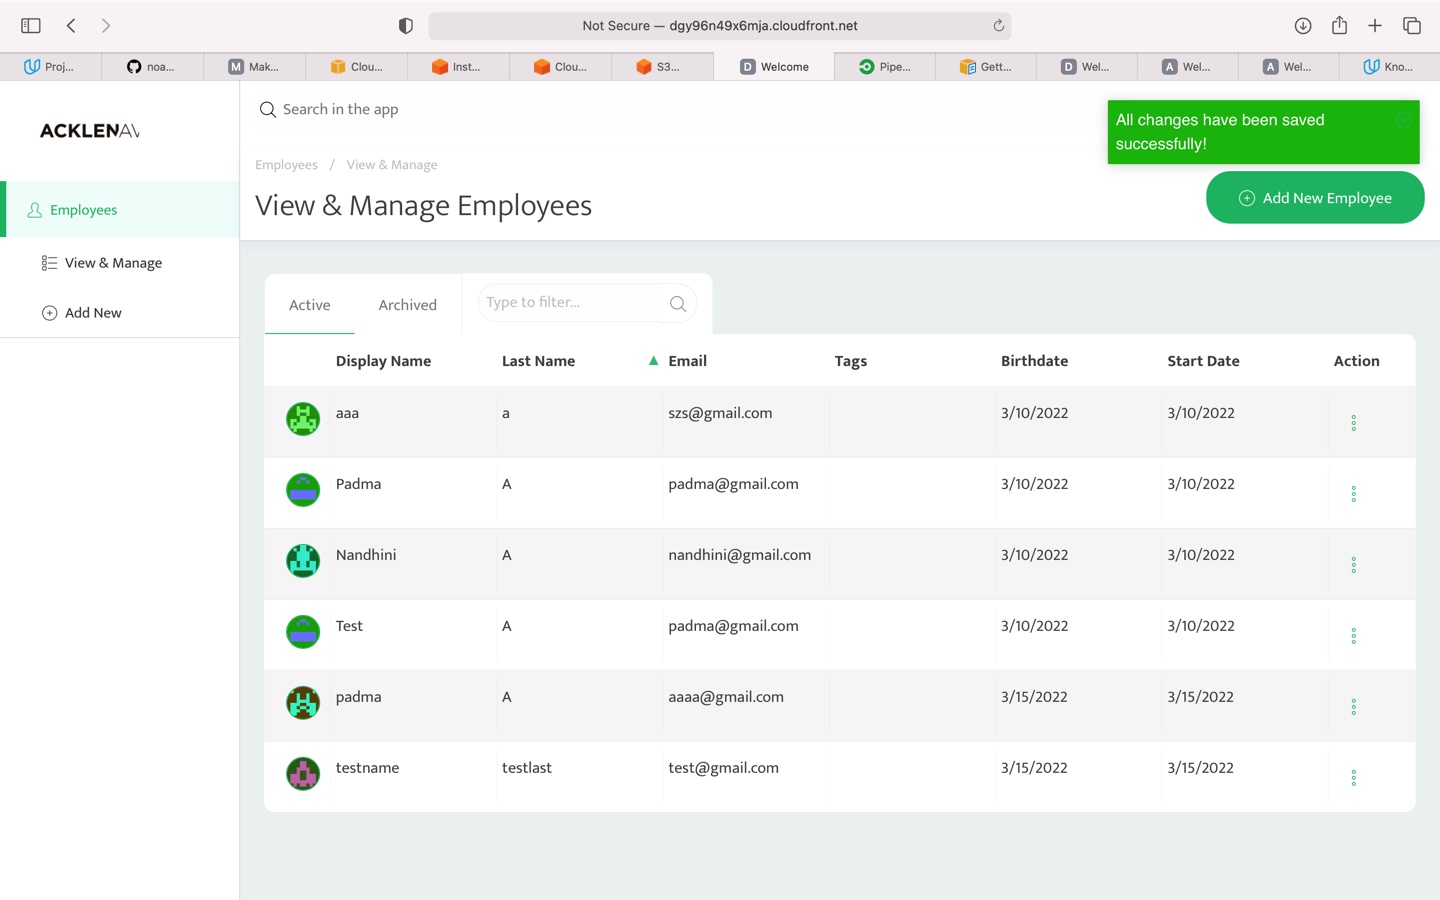 Not Secure — dgy96n49x6mja.cloudfront.net
Proj... noa... M Mak... Clou... Inst... Clou... S3... D Welcome Pipe... Gett... D Wel... A Wel... A Wel... Kno...
ACKLENAV
Search in the app
All changes have been saved
successfully!
Employees / View & Manage
View & Manage Employees
Add New Employee
Employees
View & Manage
Add New
Active Archived Type to filter...
Display Name Last Name Email Tags Birthdate Start Date Action
aaa a szs@gmail.com 3/10/2022 3/10/2022
Padma A padma@gmail.com 3/10/2022 3/10/2022
Nandhini A nandhini@gmail.com 3/10/2022 3/10/2022
Test A padma@gmail.com 3/10/2022 3/10/2022
padma A aaaa@gmail.com 3/15/2022 3/15/2022
testname testlast test@gmail.com 3/15/2022 3/15/2022